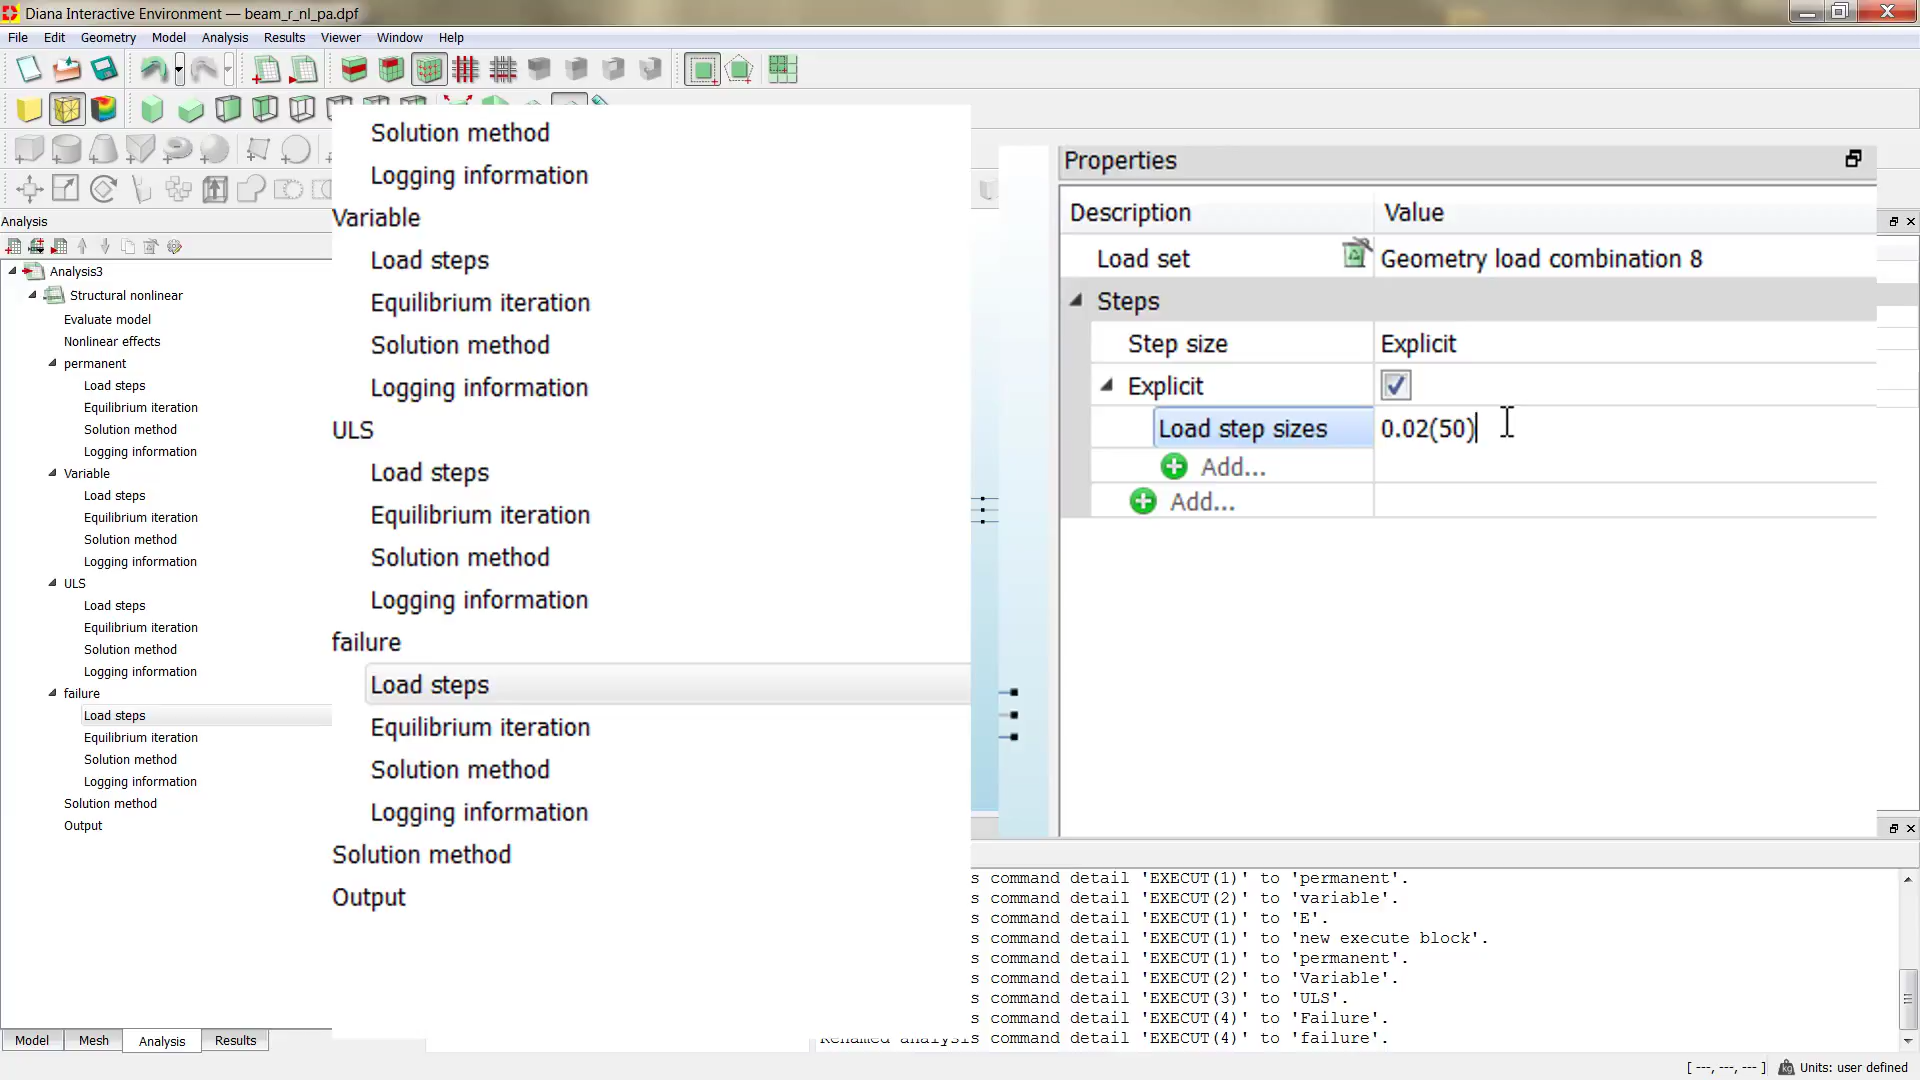 Diana Interactive Environment — beam_r_nl_pa.dpf
File Edit Geometry Model Analysis Results Viewer Window Help
Analysis
Analysis3
Structural nonlinear
Evaluate model
Nonlinear effects
permanent
Load steps
Equilibrium iteration
Solution method
Logging information
Variable
Load steps
Equilibrium iteration
Solution method
Logging information
ULS
Load steps
Equilibrium iteration
Solution method
Logging information
failure
Load steps
Equilibrium iteration
Solution method
Logging information
Solution method
Output
Solution method
Logging information
Variable
Load steps
Equilibrium iteration
Solution method
Logging information
ULS
Load steps
Equilibrium iteration
Solution method
Logging information
failure
Load steps
Equilibrium iteration
Solution method
Logging information
Solution method
Output
Properties
Description Value
Load set Geometry load combination 8
Steps
Step size Explicit
Explicit
Load step sizes 0.02(50)
Add...
Add...
s command detail 'EXECUT(1)' to 'permanent'.
s command detail 'EXECUT(2)' to 'variable'.
s command detail 'EXECUT(1)' to 'E'.
s command detail 'EXECUT(1)' to 'new execute block'.
s command detail 'EXECUT(1)' to 'permanent'.
s command detail 'EXECUT(2)' to 'Variable'.
s command detail 'EXECUT(3)' to 'ULS'.
s command detail 'EXECUT(4)' to 'Failure'.
Renamed analysis command detail 'EXECUT(4)' to 'failure'.
Model Mesh Analysis Results
[ ---, ---, --- ] Units: user defined